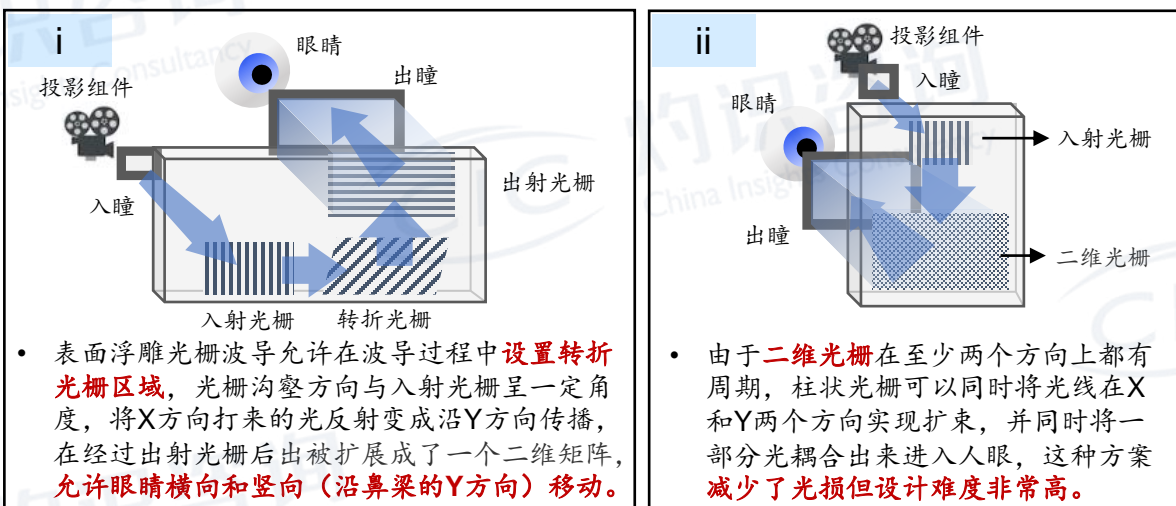 i
眼睛
投影组件
出瞳
入瞳
出射光栅
入射光栅
转折光栅
• 表面浮雕光栅波导允许在波导过程中设置转折
光栅区域，光栅沟壑方向与入射光栅呈一定角
度，将X方向打来的光反射变成沿Y方向传播，
在经过出射光栅后出被扩展成了一个二维矩阵，
允许眼睛横向和竖向（沿鼻梁的Y方向）移动。
ii
投影组件
入瞳
眼睛
入射光栅
出瞳
二维光栅
• 由于二维光栅在至少两个方向上都有
周期，柱状光栅可以同时将光线在X
和Y两个方向实现扩束，并同时将一
部分光耦合出来进入人眼，这种方案
减少了光损但设计难度非常高。
灼识咨询
China Insights Consultancy
CIC